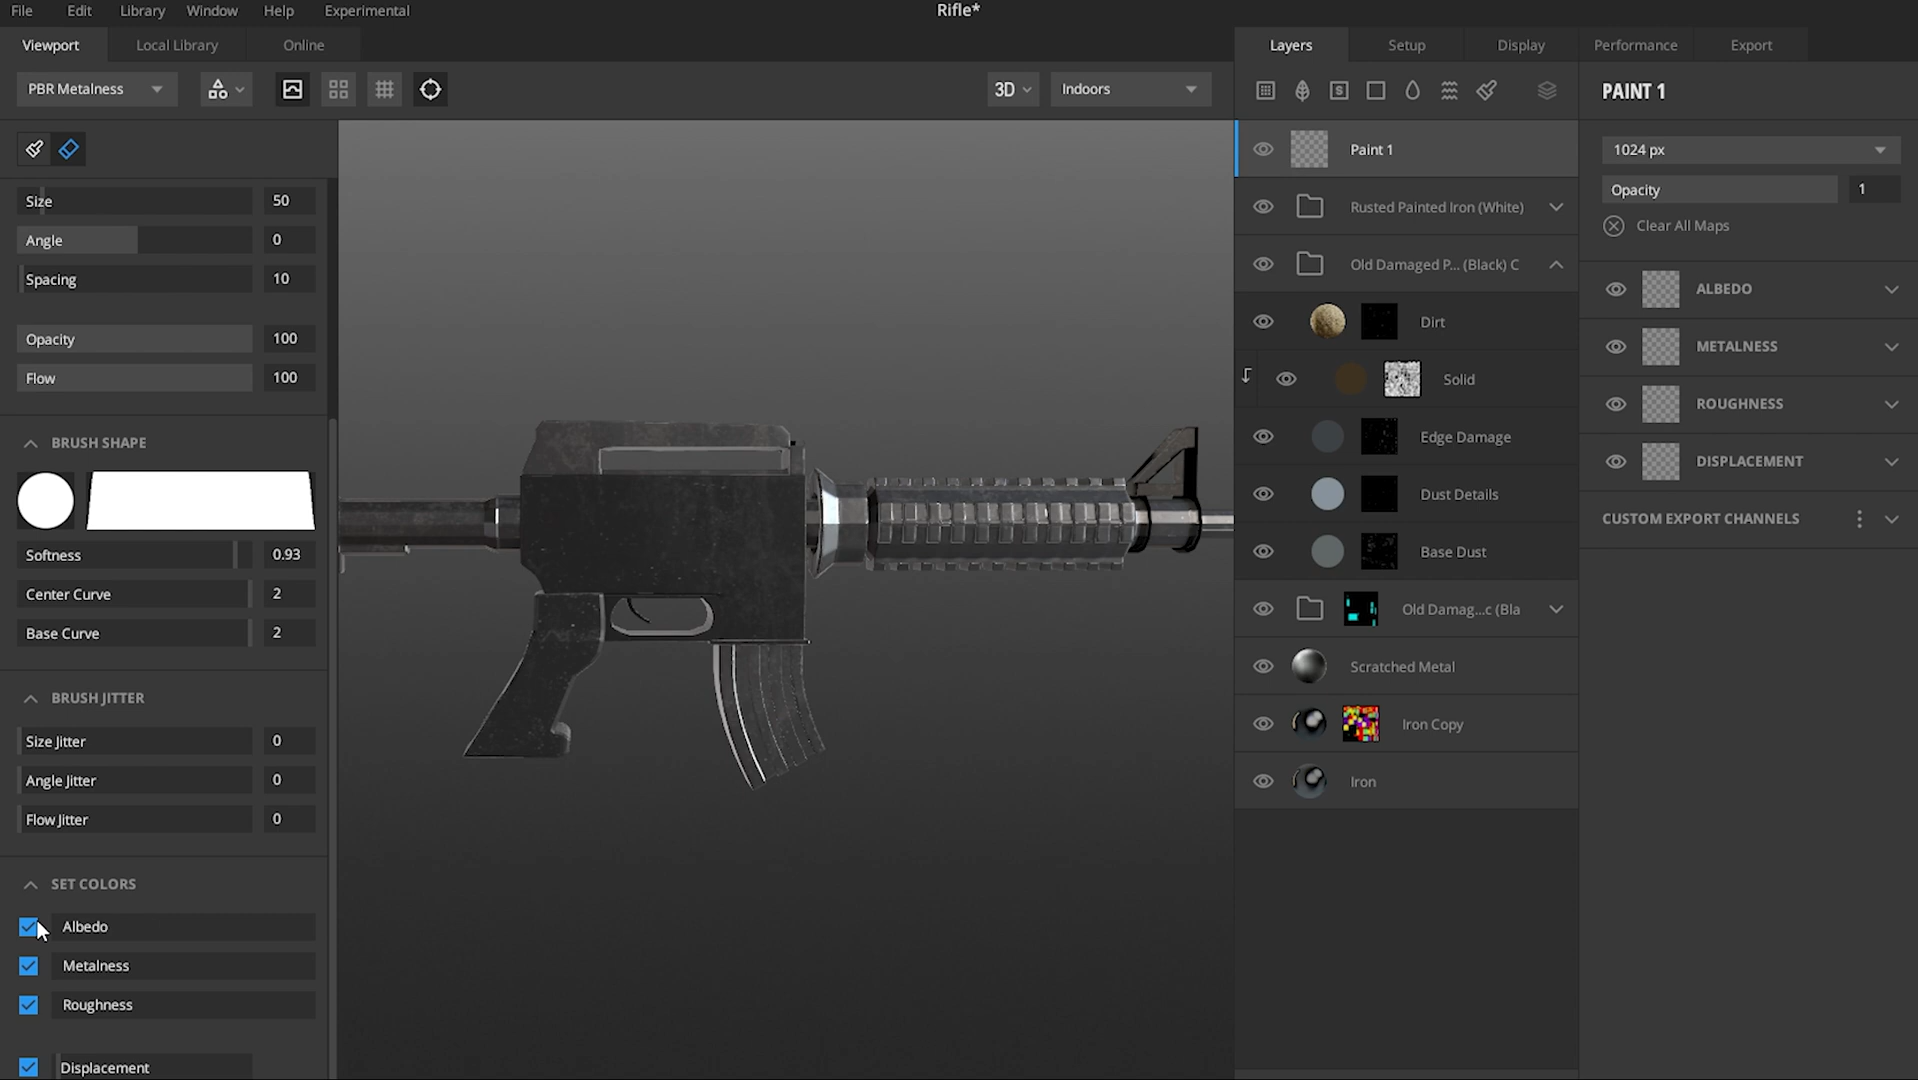 File Edit Library Window Help Experimental
Rifle*
Viewport Local Library Online
Layers Setup Display Performance Export
PBR Metalness
3D Indoors
PAINT 1
Size 50
Angle 0
Spacing 10
Opacity 100
Flow 100
BRUSH SHAPE
Softness 0.93
Center Curve 2
Base Curve 2
BRUSH JITTER
Size Jitter 0
Angle Jitter 0
Flow Jitter 0
SET COLORS
Albedo
Metalness
Roughness
Displacement
Paint 1
Rusted Painted Iron (White)
Old Damaged P... (Black) C
Dirt
Solid
Edge Damage
Dust Details
Base Dust
Old Damag...c (Bla
Scratched Metal
Iron Copy
Iron
1024 px
Opacity 1
Clear All Maps
ALBEDO
METALNESS
ROUGHNESS
DISPLACEMENT
CUSTOM EXPORT CHANNELS